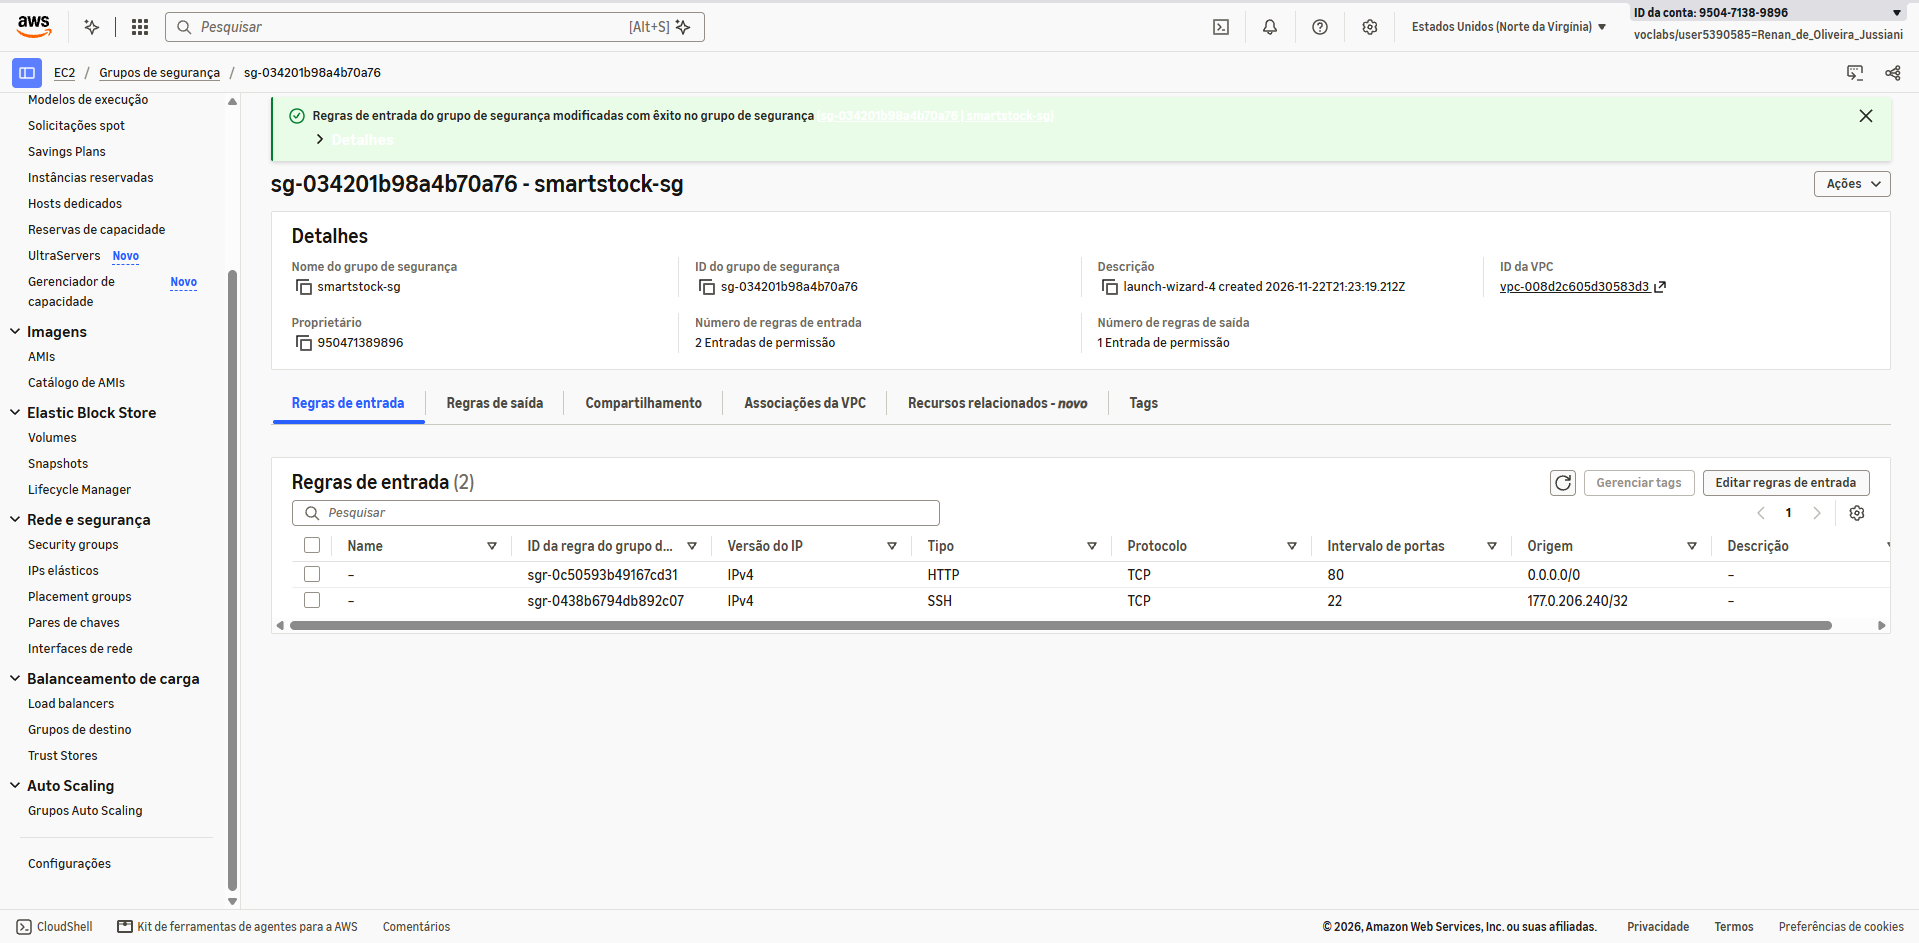 aws
Pesquisar
[Alt+S]
Estados Unidos (Norte da Virgínia)
ID da conta: 9504-7138-9896
voclabs/user5390585=Renan_de_Oliveira_Jussiani
EC2 / Grupos de segurança / sg-034201b98a4b70a76
Modelos de execução
Solicitações spot
Savings Plans
Instâncias reservadas
Hosts dedicados
Reservas de capacidade
UltraServers Novo
Gerenciador de capacidade Novo
Imagens
AMIs
Catálogo de AMIs
Elastic Block Store
Volumes
Snapshots
Lifecycle Manager
Rede e segurança
Security groups
IPs elásticos
Placement groups
Pares de chaves
Interfaces de rede
Balanceamento de carga
Load balancers
Grupos de destino
Trust Stores
Auto Scaling
Grupos Auto Scaling
Configurações
Regras de entrada do grupo de segurança modificadas com êxito no grupo de segurança (sg-034201b98a4b70a76 | smartstock-sg)
Detalhes
sg-034201b98a4b70a76 - smartstock-sg
Ações
Detalhes
Nome do grupo de segurança
smartstock-sg
ID do grupo de segurança
sg-034201b98a4b70a76
Descrição
launch-wizard-4 created 2026-11-22T21:23:19.212Z
ID da VPC
vpc-008d2c605d30583d3
Proprietário
950471389896
Número de regras de entrada
2 Entradas de permissão
Número de regras de saída
1 Entrada de permissão
Regras de entrada
Regras de saída
Compartilhamento
Associações da VPC
Recursos relacionados - novo
Tags
Regras de entrada (2)
Gerenciar tags
Editar regras de entrada
Pesquisar
1
Name ID da regra do grupo d... Versão do IP Tipo Protocolo Intervalo de portas Origem Descrição
– sgr-0c50593b49167cd31 IPv4 HTTP TCP 80 0.0.0.0/0 –
– sgr-0438b6794db892c07 IPv4 SSH TCP 22 177.0.206.240/32 –
CloudShell
Kit de ferramentas de agentes para a AWS
Comentários
© 2026, Amazon Web Services, Inc. ou suas afiliadas.
Privacidade
Termos
Preferências de cookies